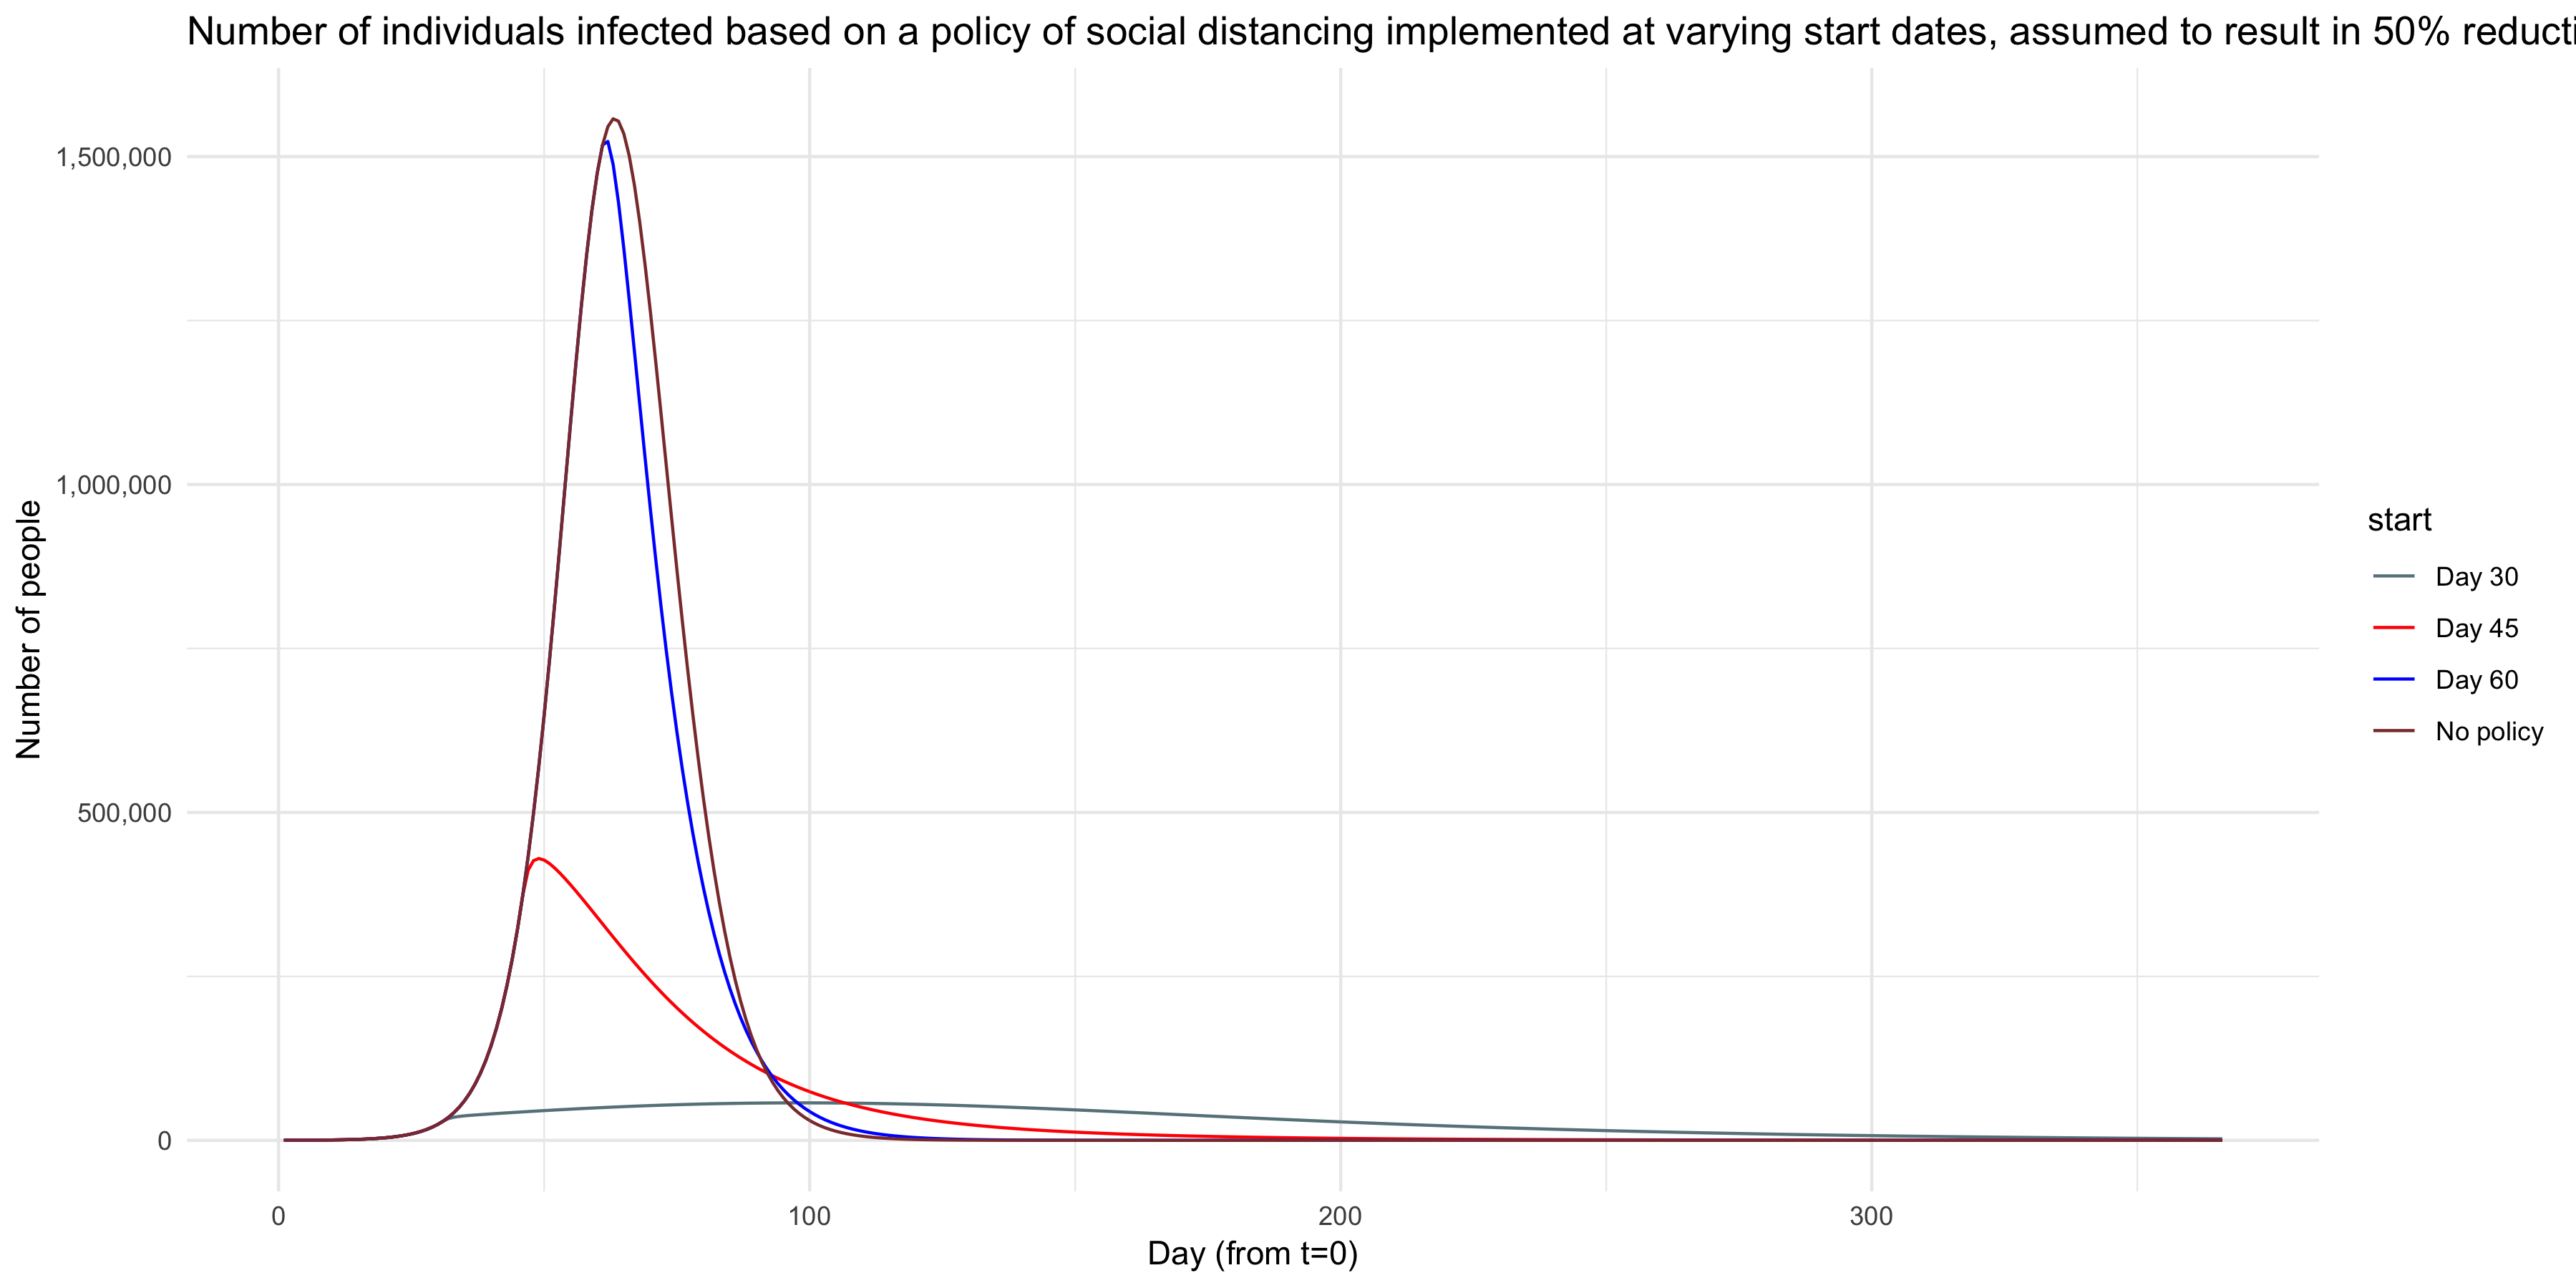 Number of individuals infected based on a policy of social distancing implemented at varying start dates, assumed to result in 50%
1,500,000
1,000,000
500,000
0
Number of people
0 100 200 300
Day (from t=0)
start
Day 30
Day 45
Day 60
No policy